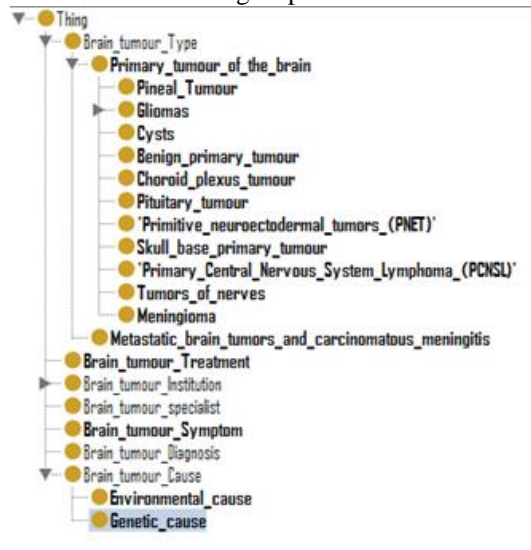 Thing
Brain_tumour_Type
Primary_tumour_of_the_brain
Pineal_Tumour
Gliomas
Cysts
Benign_primary_tumour
Choroid_plexus_tumour
Pituitary_tumour
'Primitive_neuroectodermal_tumors_(PNET)'
Skull_base_primary_tumour
'Primary_Central_Nervous_System_Lymphoma_(PCNSL)'
Tumors_of_nerves
Meningioma
Metastatic_brain_tumors_and_carcinomatous_meningitis
Brain_tumour_Treatment
Brain_tumour_Institution
Brain_tumour_specialist
Brain_tumour_Symptom
Brain_tumour_Diagnosis
Brain_tumour_Cause
Environmental_cause
Genetic_cause